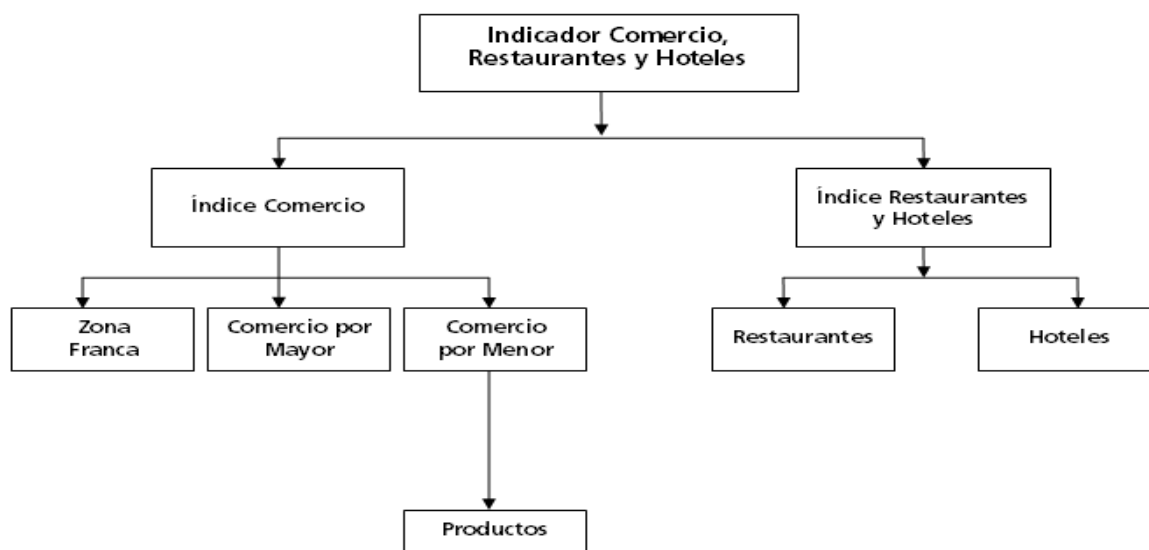 Indicador Comercio,
Restaurantes y Hoteles
Índice Comercio
Índice Restaurantes
y Hoteles
Zona
Franca
Comercio por
Mayor
Comercio
por Menor
Restaurantes
Hoteles
Productos